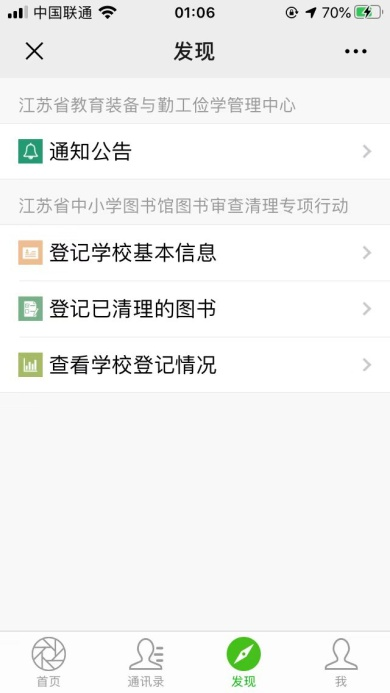 中国联通
01:06
70%
发现
江苏省教育装备与勤工俭学管理中心
通知公告
江苏省中小学图书馆图书审查清理专项行动
登记学校基本信息
登记已清理的图书
查看学校登记情况
首页
通讯录
发现
我